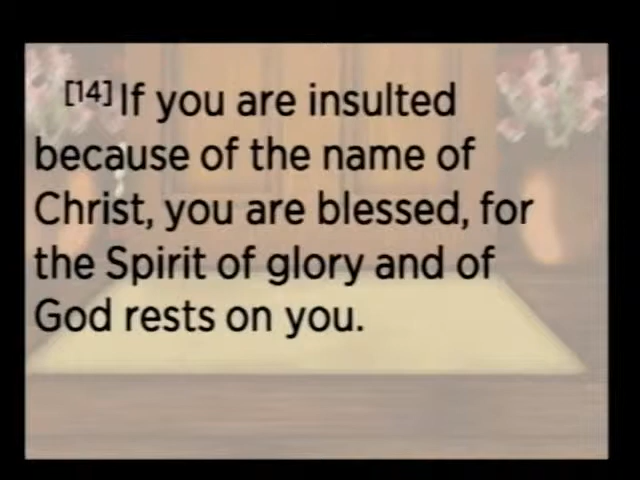 [14] If you are insulted
because of the name of
Christ, you are blessed, for
the Spirit of glory and of
God rests on you.